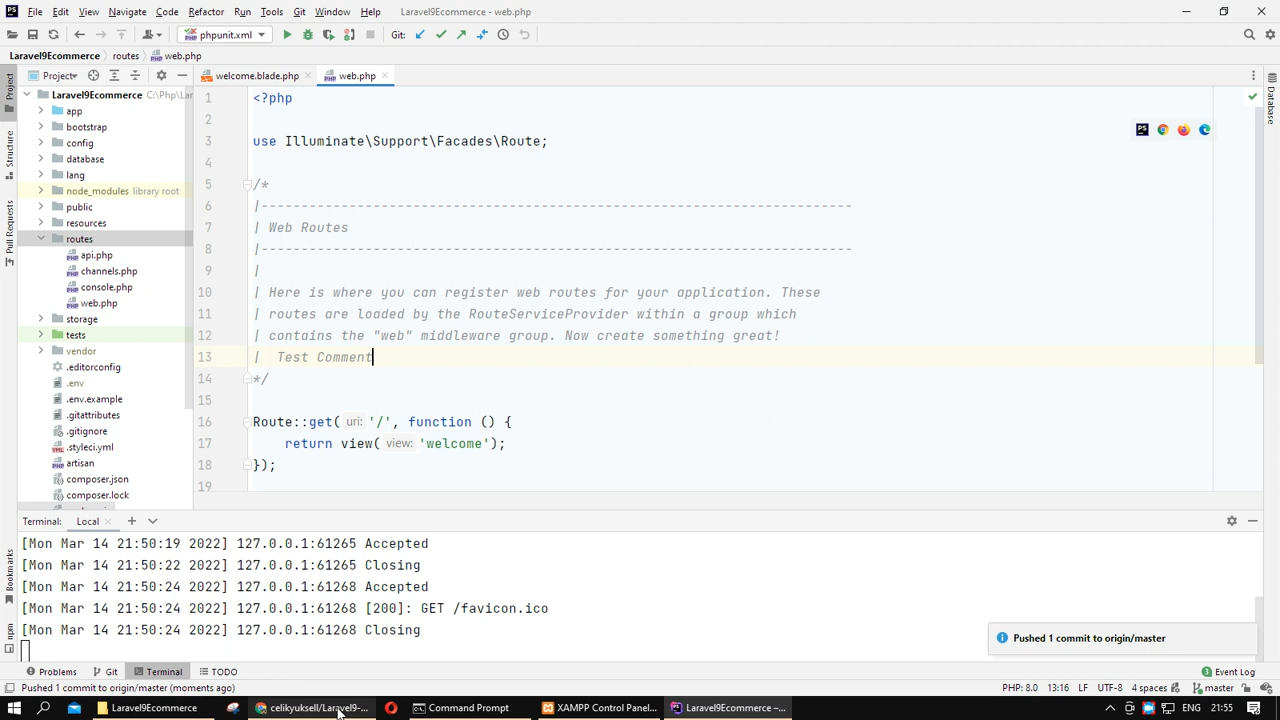 File Edit View Navigate Code Refactor Run Tools Git Window Help Laravel9Ecommerce - web.php
phpunit.xml Git:
Laravel9Ecommerce routes web.php
Project welcome.blade.php web.php
Laravel9Ecommerce C:\Php\Lar
app
bootstrap
config
database
lang
node_modules library root
public
resources
routes
api.php
channels.php
console.php
web.php
storage
tests
vendor
.editorconfig
.env
.env.example
.gitattributes
.gitignore
.styleci.yml
artisan
composer.json
composer.lock
Project
Structure
Pull Requests
Bookmarks
npm
Database
1 <?php
2
3 use Illuminate\Support\Facades\Route;
4
5 /*
6 |--------------------------------------------------------------------------
7 | Web Routes
8 |--------------------------------------------------------------------------
9 |
10 | Here is where you can register web routes for your application. These
11 | routes are loaded by the RouteServiceProvider within a group which
12 | contains the "web" middleware group. Now create something great!
13 | Test Comment
14 */
15
16 Route::get( uri: '/', function () {
17 return view( view: 'welcome');
18 });
19
Terminal: Local
[Mon Mar 14 21:50:19 2022] 127.0.0.1:61265 Accepted
[Mon Mar 14 21:50:22 2022] 127.0.0.1:61265 Closing
[Mon Mar 14 21:50:24 2022] 127.0.0.1:61268 Accepted
[Mon Mar 14 21:50:24 2022] 127.0.0.1:61268 [200]: GET /favicon.ico
[Mon Mar 14 21:50:24 2022] 127.0.0.1:61268 Closing
Pushed 1 commit to origin/master
Problems Git Terminal TODO Event Log
Pushed 1 commit to origin/master (moments ago) PHP: 8.0 13:16 LF UTF-8 4 spaces master
Laravel9Ecommerce celikyuksell/Laravel9-... Command Prompt XAMPP Control Panel... Laravel9Ecommerce –... ENG 21:55